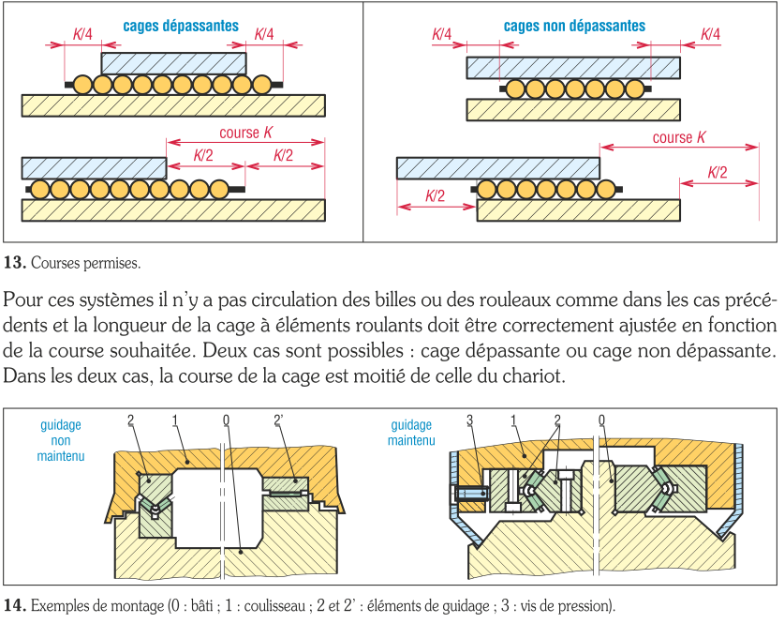 cages dépassantes
K/4
K/4
course K
K/2
K/2
cages non dépassantes
K/4
K/4
course K
K/2
K/2
13. Courses permises.
Pour ces systèmes il n’y a pas circulation des billes ou des rouleaux comme dans les cas précé-
dents et la longueur de la cage à éléments roulants doit être correctement ajustée en fonction
de la course souhaitée. Deux cas sont possibles : cage dépassante ou cage non dépassante.
Dans les deux cas, la course de la cage est moitié de celle du chariot.
guidage
non
maintenu
2 1 0 2’
guidage
maintenu
3 1 2 0
14. Exemples de montage (0 : bâti ; 1 : coulisseau ; 2 et 2’ : éléments de guidage ; 3 : vis de pression).